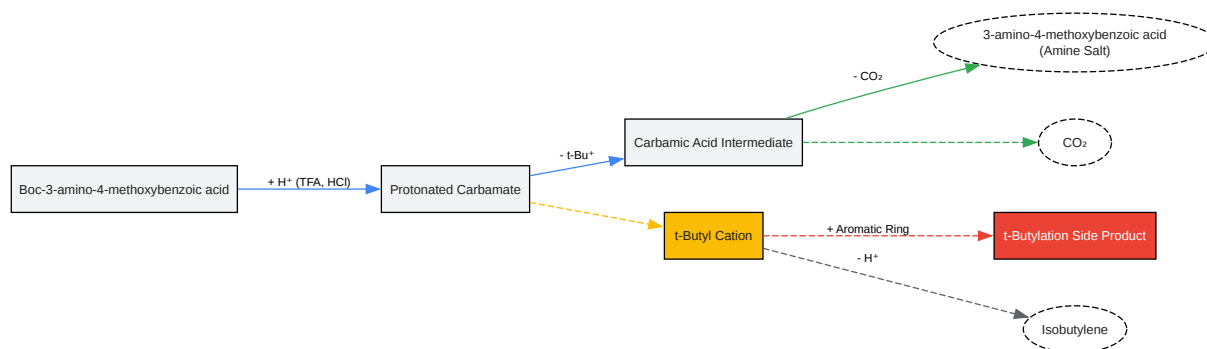 3-amino-4-methoxybenzoic acid
(Amine Salt)
- CO₂
Carbamic Acid Intermediate
CO₂
- t-Bu⁺
Boc-3-amino-4-methoxybenzoic acid
+ H⁺ (TFA, HCl)
Protonated Carbamate
t-Butyl Cation
+ Aromatic Ring
t-Butylation Side Product
- H⁺
Isobutylene